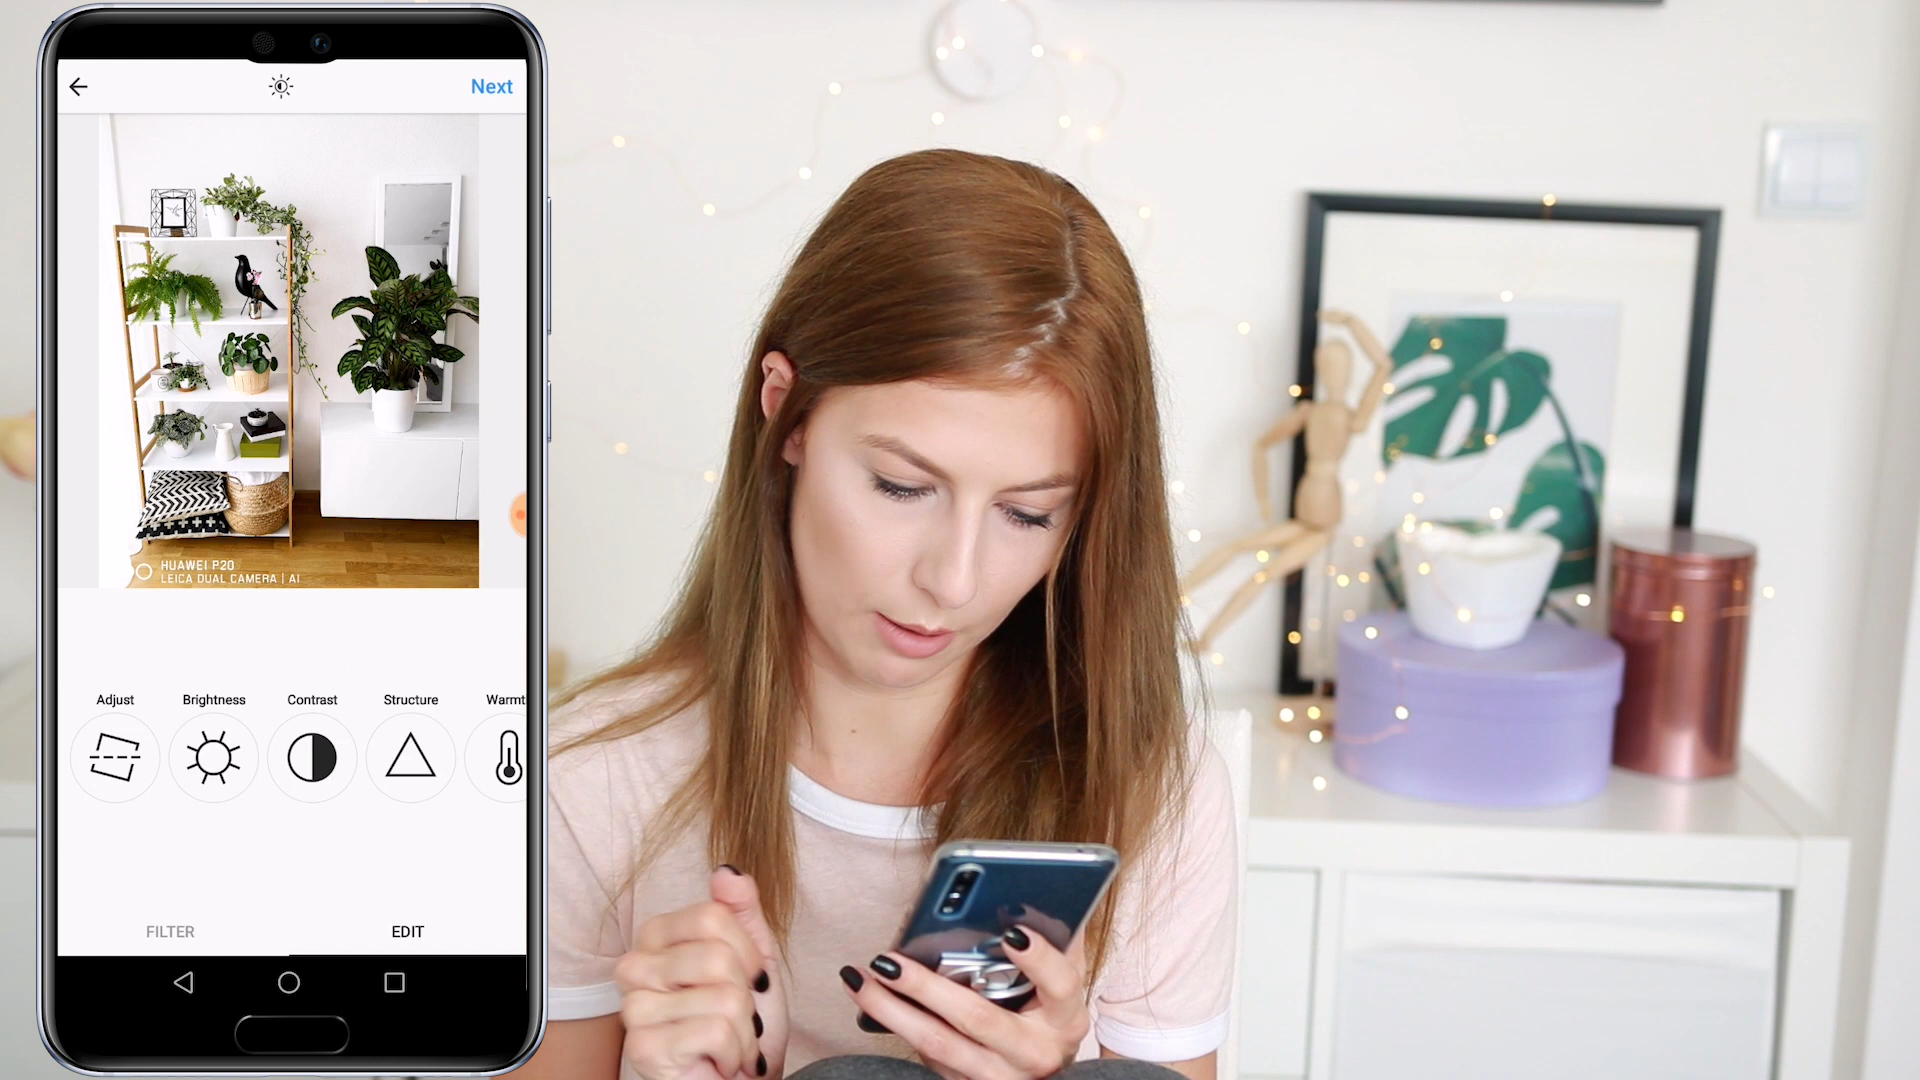 Next
HUAWEI P20
LEICA DUAL CAMERA | AI
Adjust Brightness Contrast Structure Warmt
FILTER EDIT